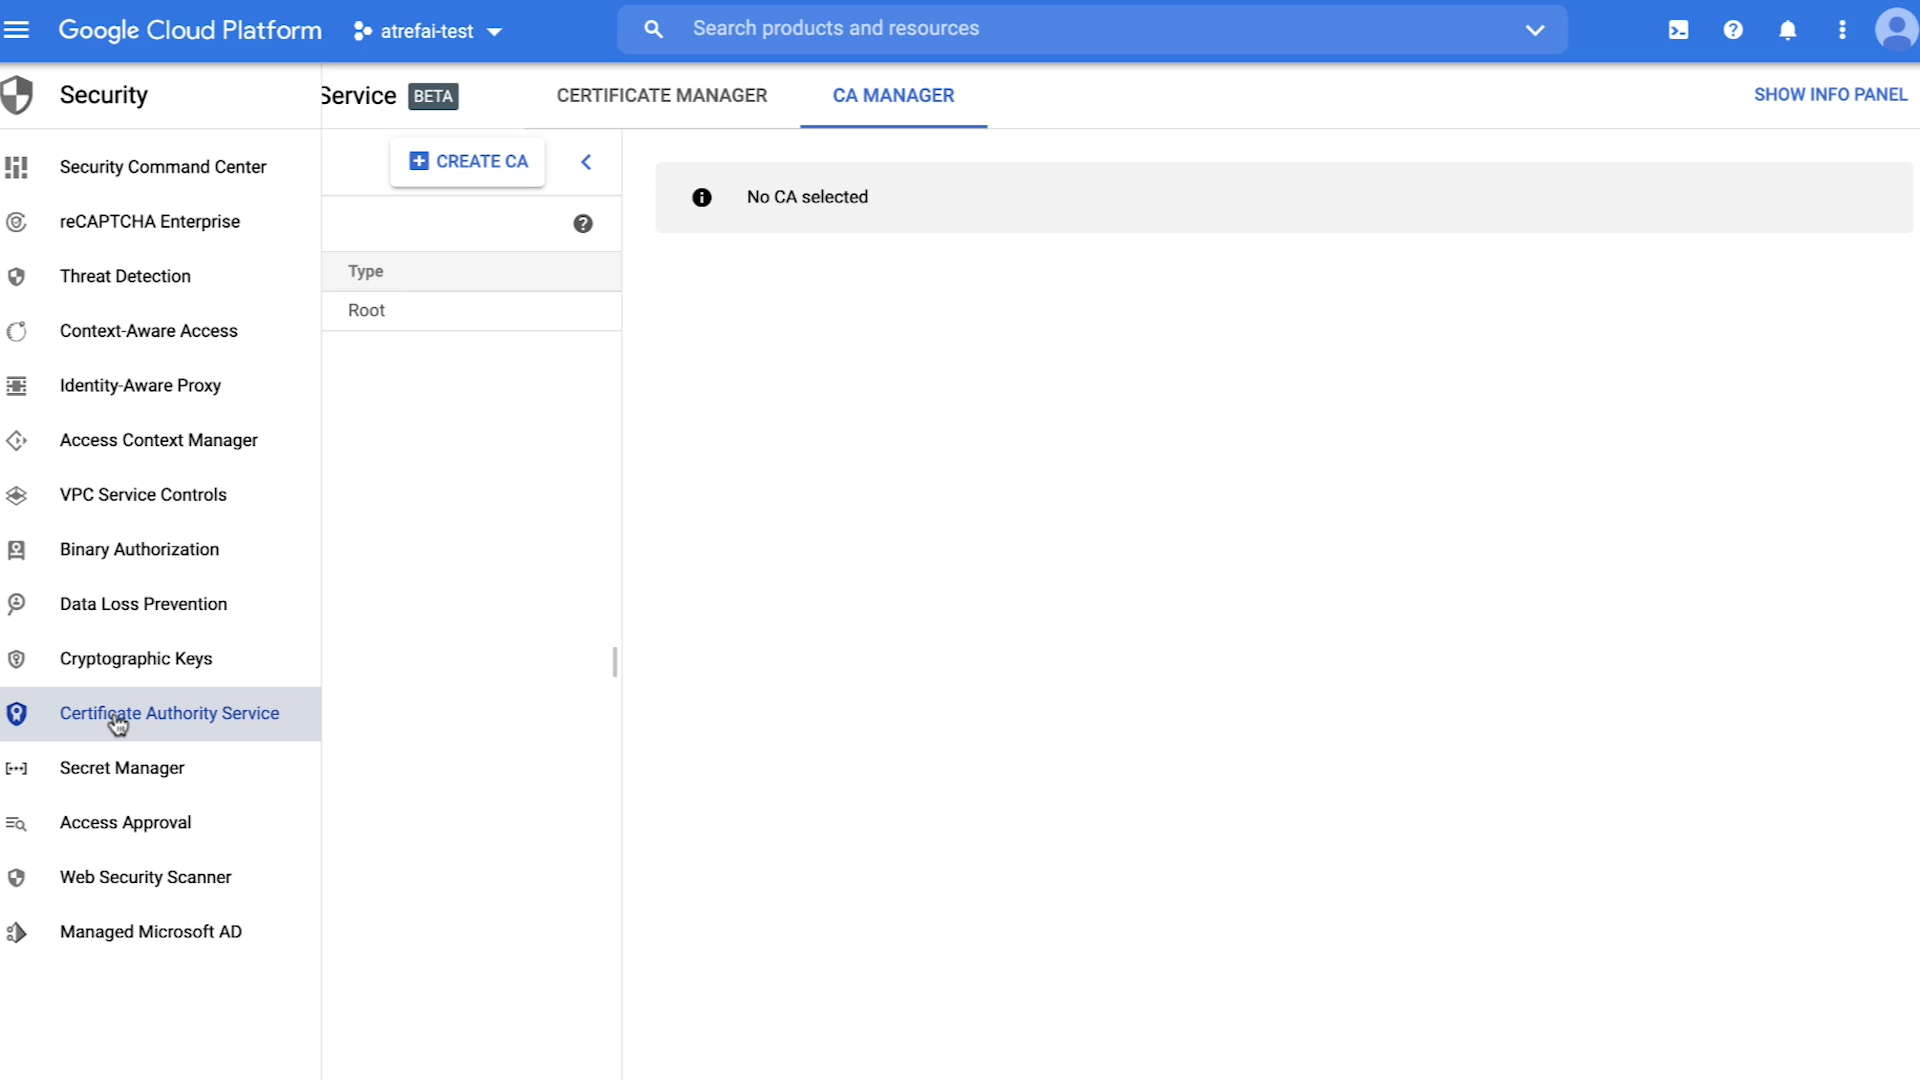 Google Cloud Platform
atrefai-test
Search products and resources
Security
Service BETA
CERTIFICATE MANAGER
CA MANAGER
SHOW INFO PANEL
CREATE CA
No CA selected
Type
Root
Security Command Center
reCAPTCHA Enterprise
Threat Detection
Context-Aware Access
Identity-Aware Proxy
Access Context Manager
VPC Service Controls
Binary Authorization
Data Loss Prevention
Cryptographic Keys
Certificate Authority Service
Secret Manager
Access Approval
Web Security Scanner
Managed Microsoft AD